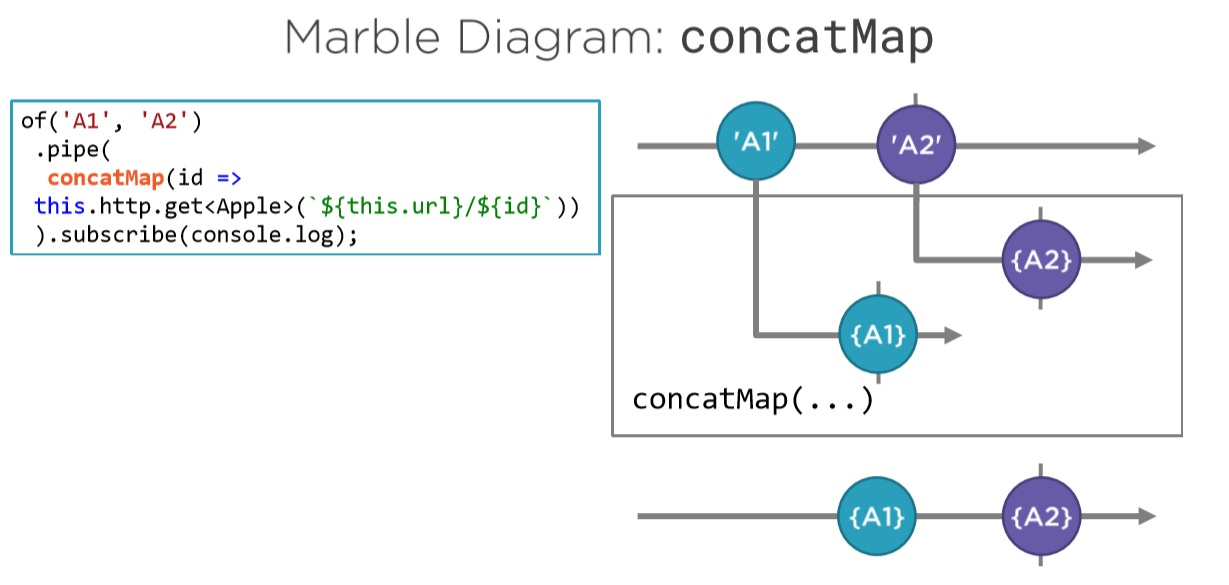 Marble Diagram: concatMap
of('A1', 'A2')
.pipe(
concatMap(id =>
this.http.get<Apple>(`${this.url}/${id}`))
).subscribe(console.log);
'A1'
'A2'
{A2}
{A1}
concatMap(...)
{A1}
{A2}